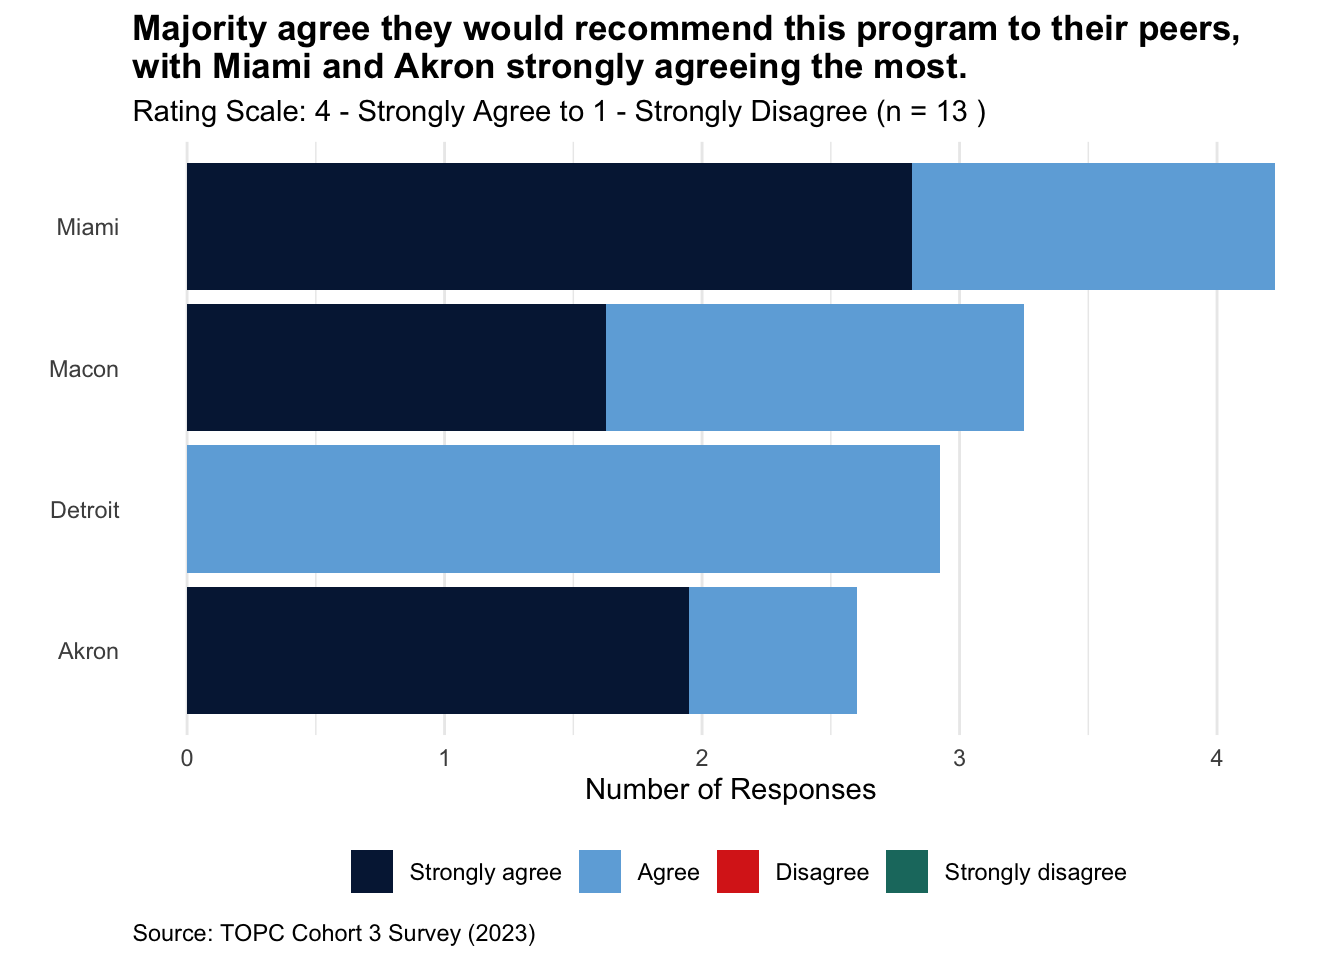 Majority agree they would recommend this program to their peers,
with Miami and Akron strongly agreeing the most.
Rating Scale: 4 - Strongly Agree to 1 - Strongly Disagree (n = 13 )
Miami
Macon
Detroit
Akron
0 1 2 3 4
Number of Responses
Strongly agree Agree Disagree Strongly disagree
Source: TOPC Cohort 3 Survey (2023)